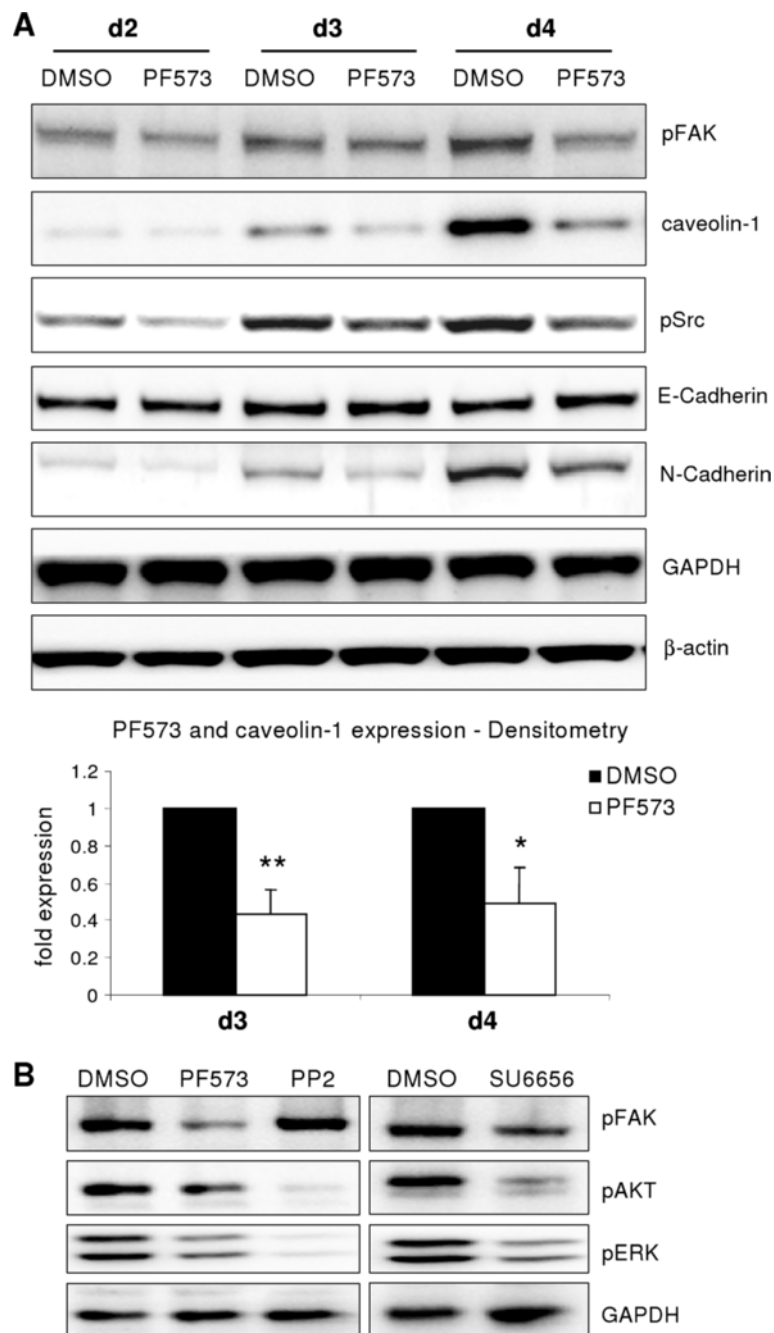 A
d2 d3 d4
DMSO PF573 DMSO PF573 DMSO PF573
pFAK
caveolin-1
pSrc
E-Cadherin
N-Cadherin
GAPDH
β-actin
PF573 and caveolin-1 expression - Densitometry
fold expression
1.2
1
0.8
0.6
0.4
0.2
0
DMSO
PF573
**
*
d3 d4
B
DMSO PF573 PP2 DMSO SU6656
pFAK
pAKT
pERK
GAPDH